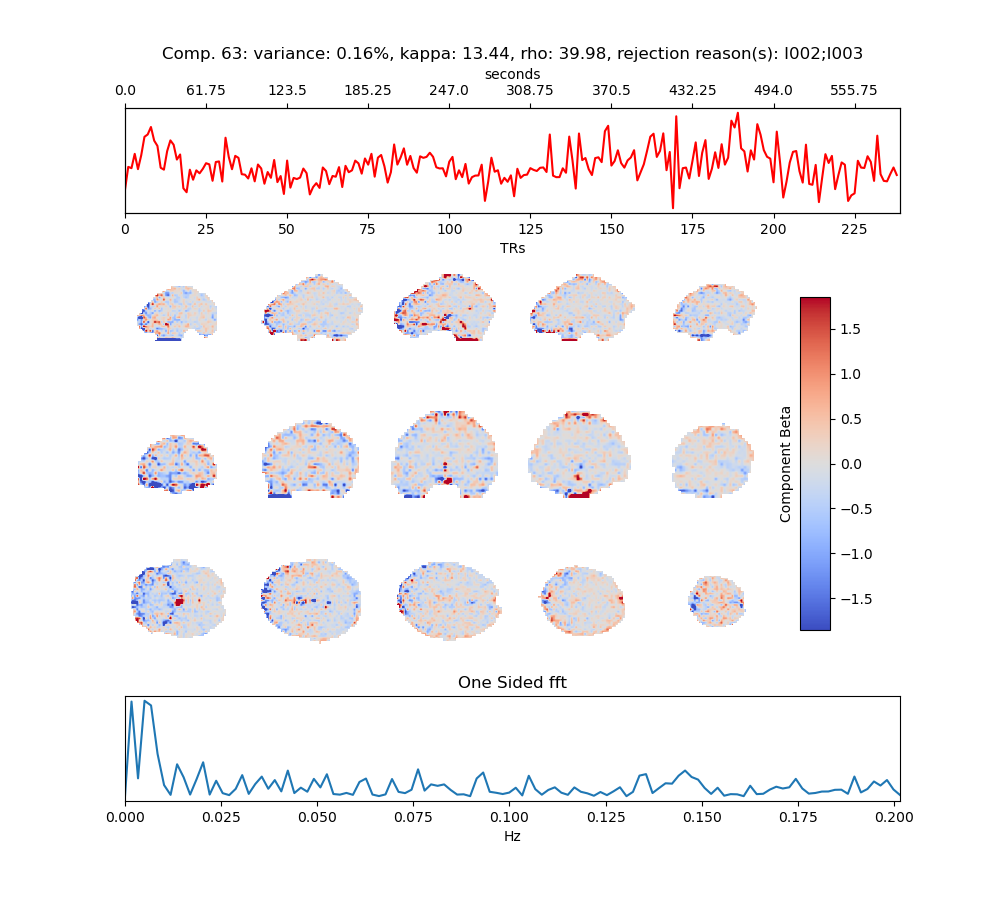 Comp. 63: variance: 0.16%, kappa: 13.44, rho: 39.98, rejection reason(s): I002;I003
seconds
0.0 61.75 123.5 185.25 247.0 308.75 370.5 432.25 494.0 555.75
0 25 50 75 100 125 150 175 200 225
TRs
1.5
1.0
0.5
0.0
−0.5
−1.0
−1.5
Component Beta
One Sided fft
0.000 0.025 0.050 0.075 0.100 0.125 0.150 0.175 0.200
Hz